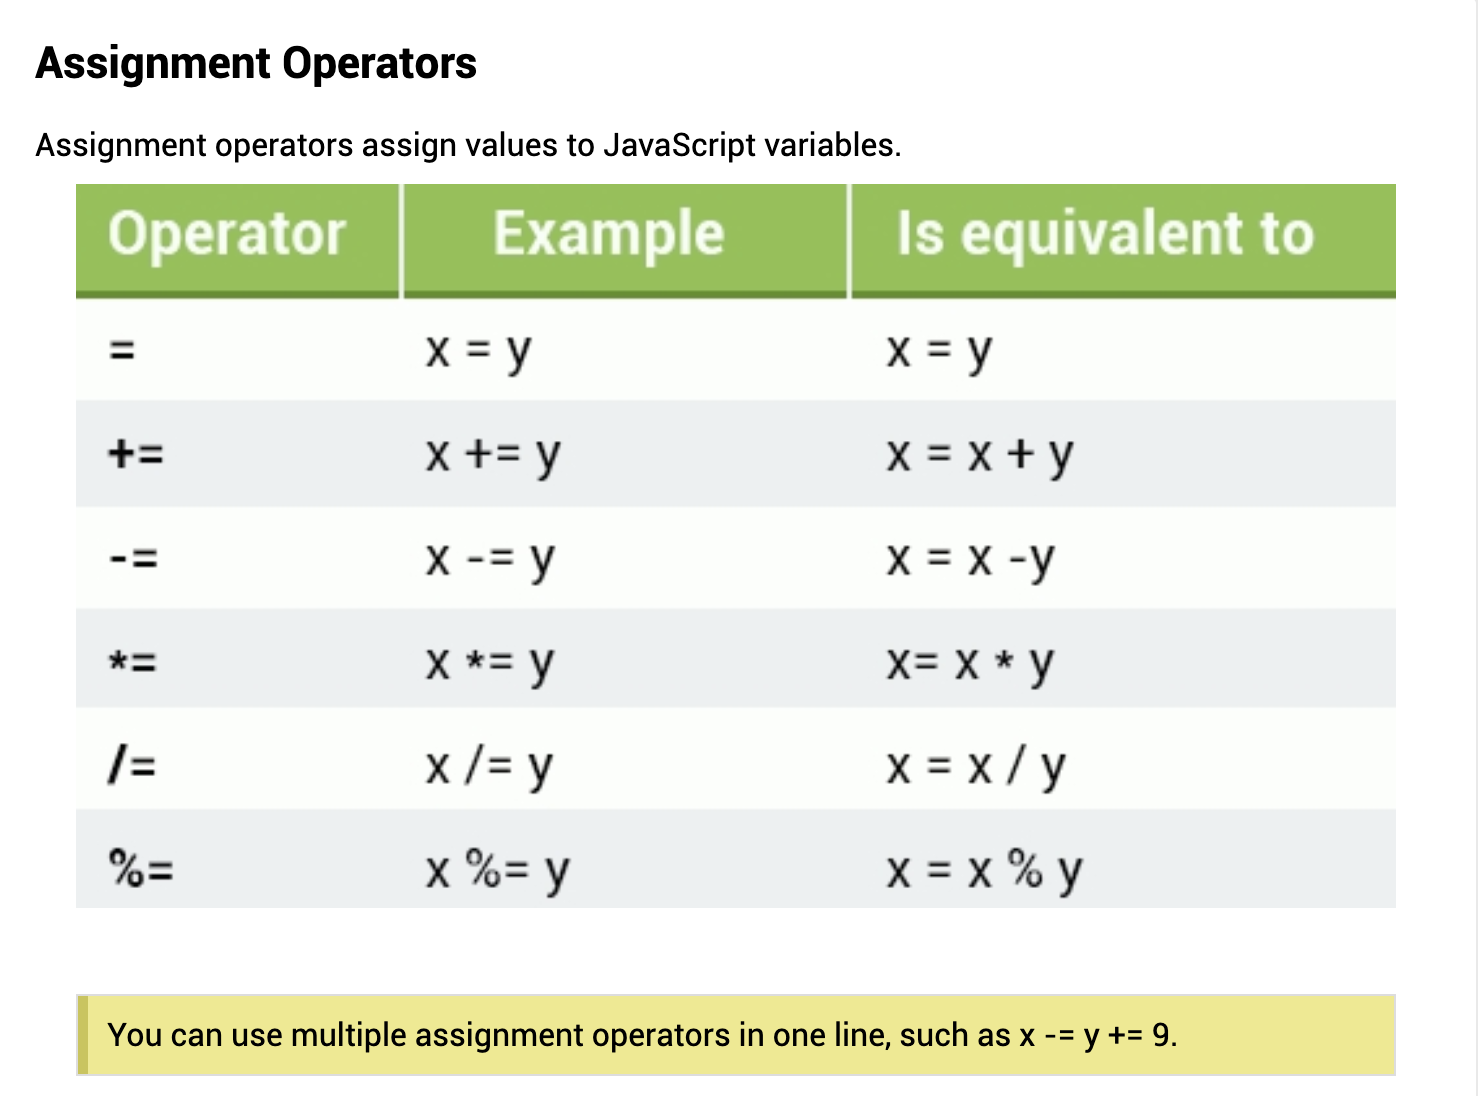 Assignment Operators
Assignment operators assign values to JavaScript variables.
Operator Example Is equivalent to
= x = y x = y
+= x += y x = x + y
-= x -= y x = x -y
*= x *= y x= x * y
/= x /= y x = x / y
%= x %= y x = x % y
You can use multiple assignment operators in one line, such as x -= y += 9.